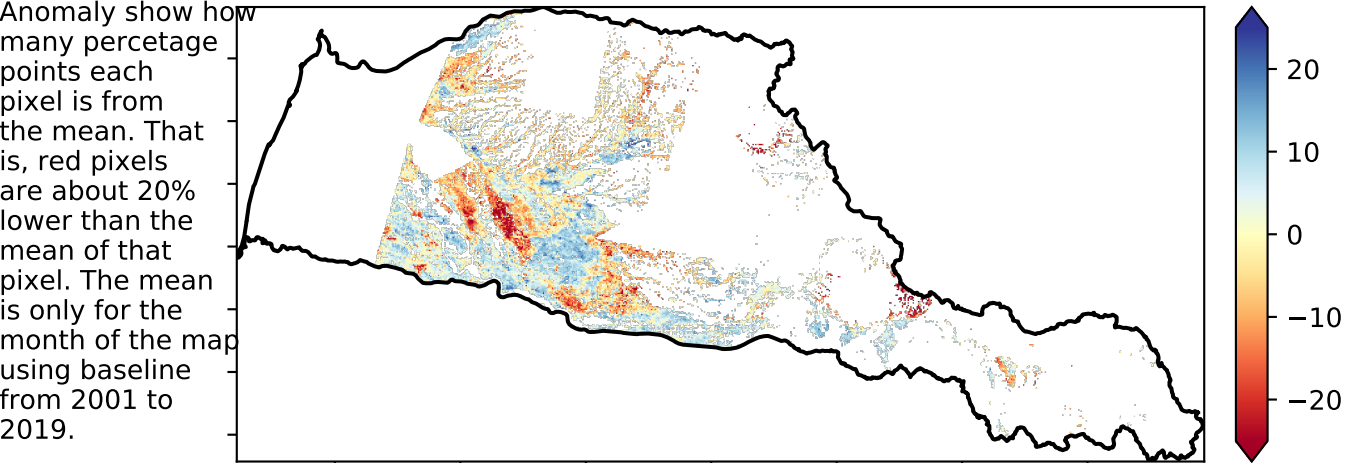 Anomaly show how
many percetage
points each
pixel is from
the mean. That
is, red pixels
are about 20%
lower than the
mean of that
pixel. The mean
is only for the
month of the map
using baseline
from 2001 to
2019.
20
10
0
−10
−20